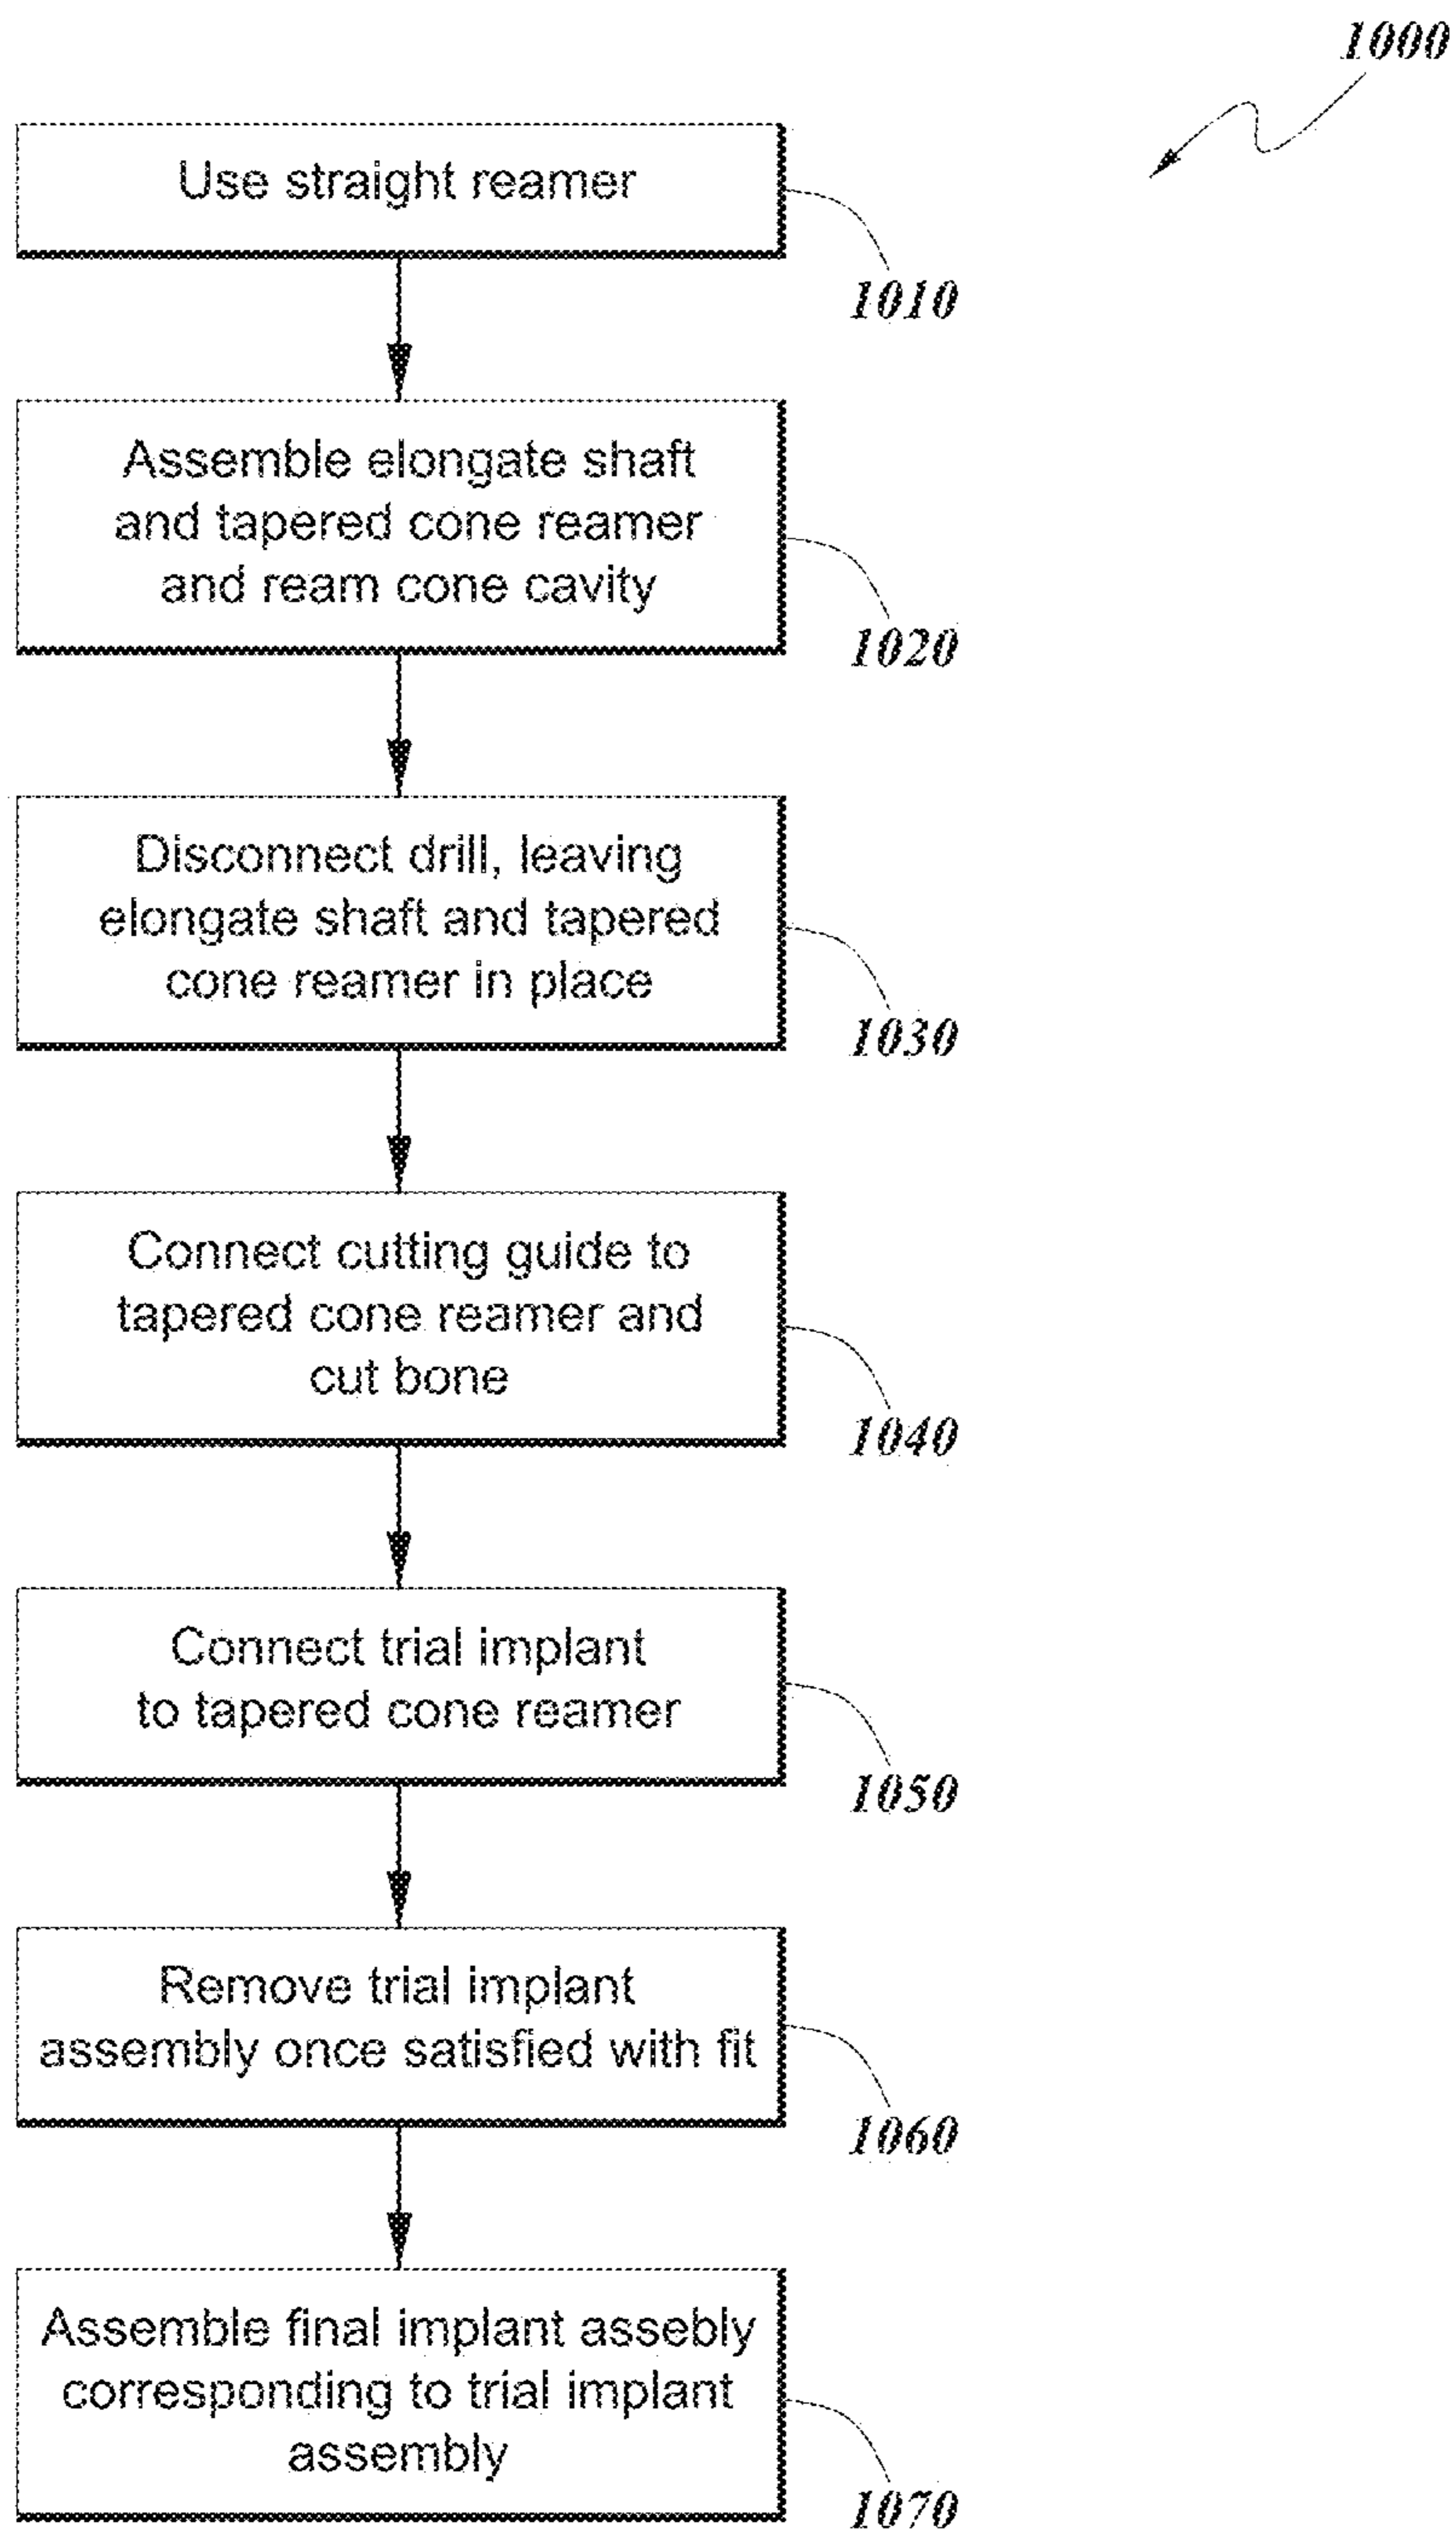 1000
Use straight reamer
1010
Assemble elongate shaft
and tapered cone reamer
and ream cone cavity
1020
Disconnect drill, leaving
elongate shaft and tapered
cone reamer in place
1030
Connect cutting guide to
tapered cone reamer and
cut bone
1040
Connect trial implant
to tapered cone reamer
1050
Remove trial implant
assembly once satisfied with fit
1060
Assemble final implant assebly
corresponding to trial implant
assembly
1070